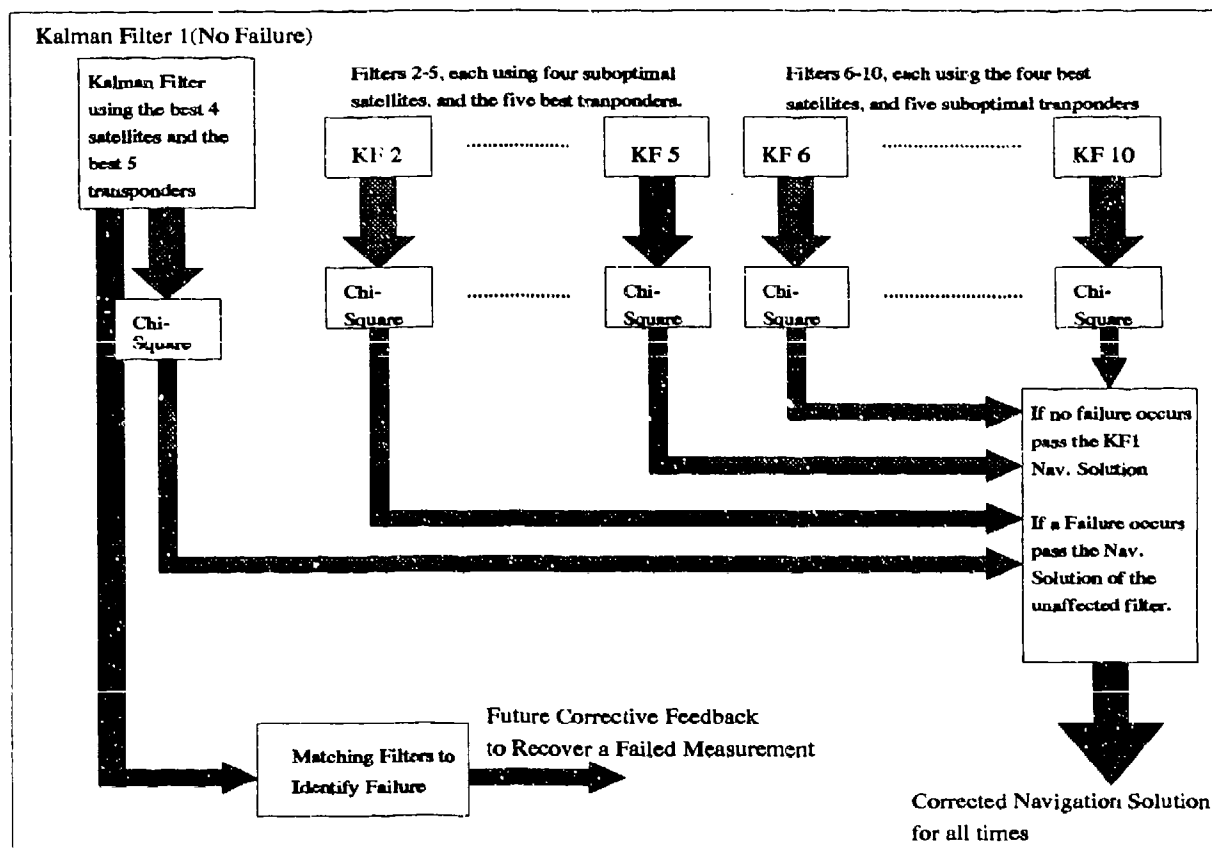 Kalman Filter 1(No Failure)
Kalman Filter
using the best 4
satellites and the
best 5
transponders
Filters 2-5, each using four suboptimal
satellites, and the five best tranponders.
Filters 6-10, each using the four best
satellites, and five suboptimal tranponders
KF 2
KF 5
KF 6
KF 10
Chi-
Square
Chi-
Square
Chi-
Square
Chi-
Square
Chi-
Square
If no failure occurs
pass the KF1
Nav. Solution
If a Failure occurs
pass the Nav.
Solution of the
unaffected filter.
Matching Filters to
Identify Failure
Future Corrective Feedback
to Recover a Failed Measurement
Corrected Navigation Solution
for all times